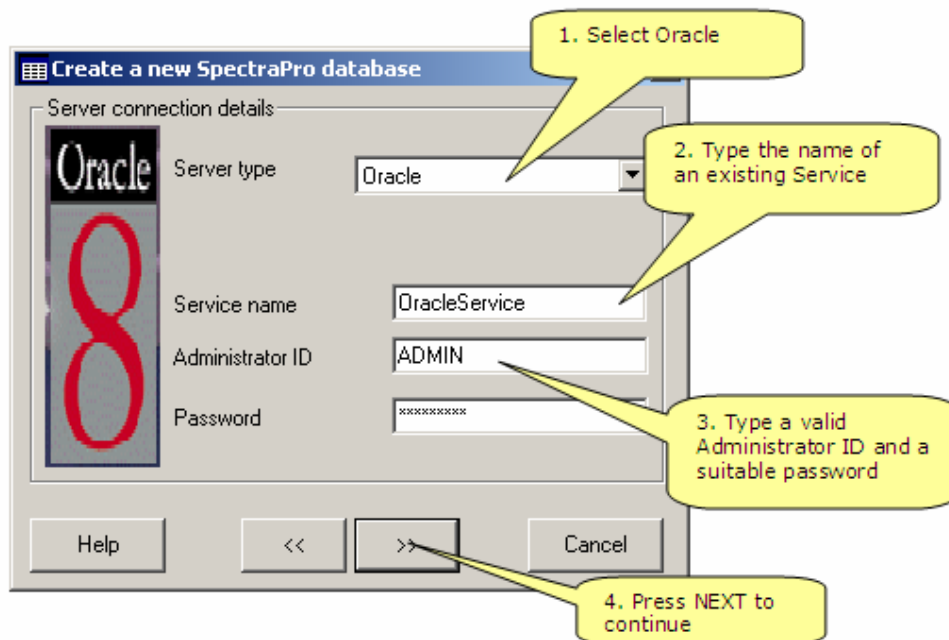 1. Select Oracle
Create a new SpectraPro database
Server connection details
Oracle
8
Server type
Oracle
2. Type the name of
an existing Service
Service name
OracleService
Administrator ID
ADMIN
Password
*********
3. Type a valid
Administrator ID and a
suitable password
Help
<<
>>
Cancel
4. Press NEXT to
continue